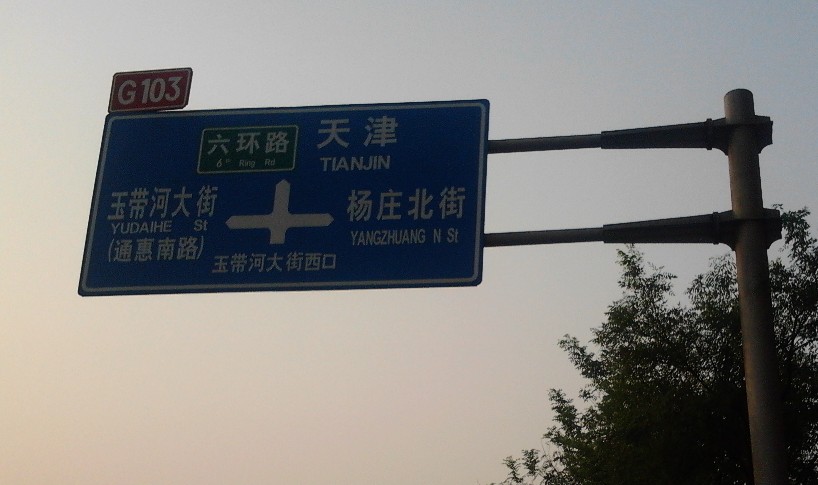 G103
六环路
6th Ring Rd
天津
TIANJIN
玉带河大街
YUDAIHE St
(通惠南路)
杨庄北街
YANGZHUANG N St
玉带河大街西口